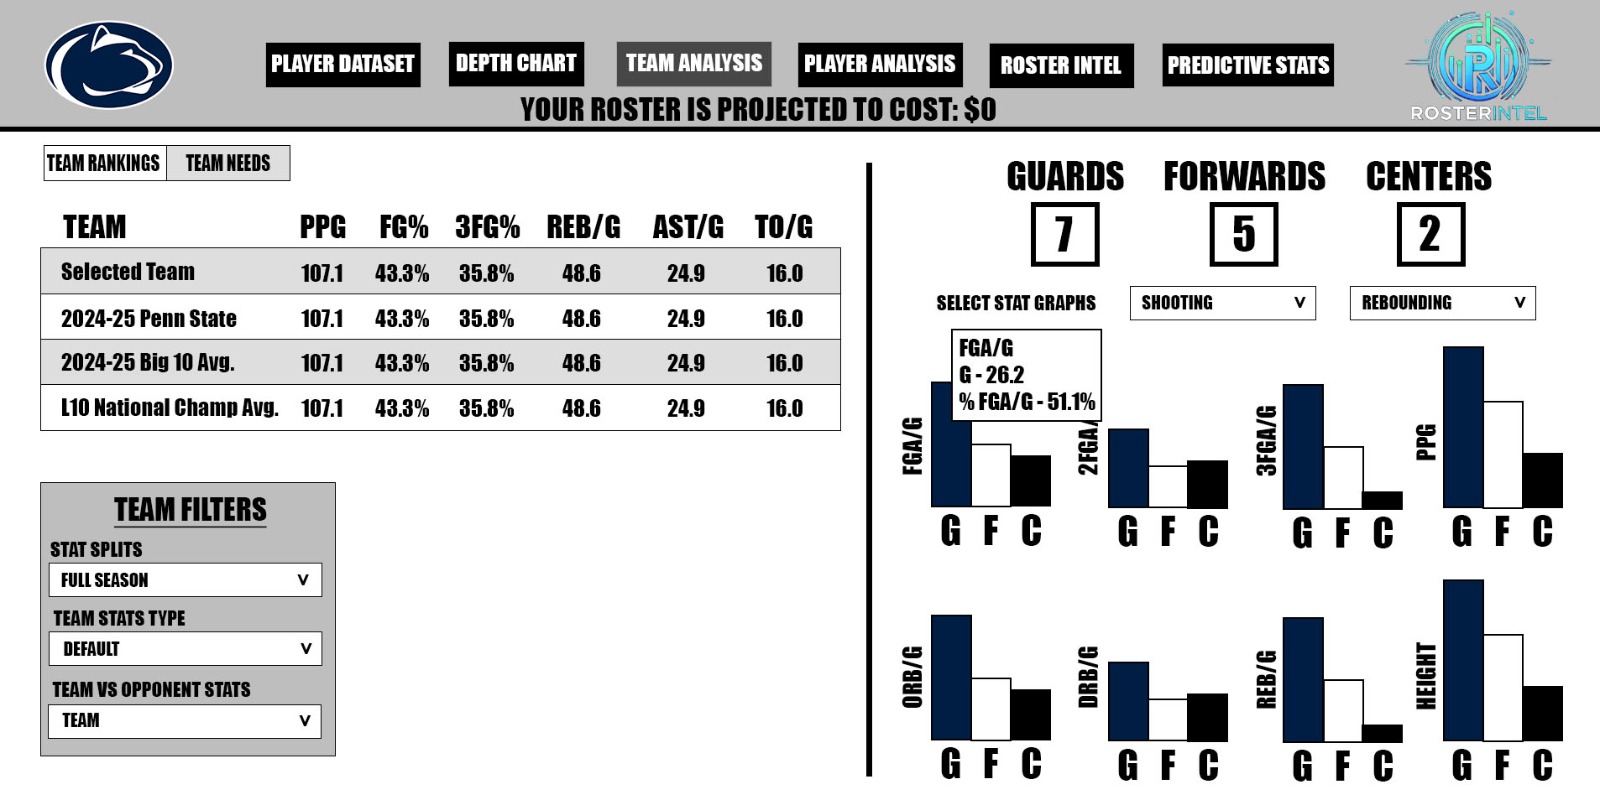 PLAYER DATASET
DEPTH CHART
TEAM ANALYSIS
PLAYER ANALYSIS
ROSTER INTEL
PREDICTIVE STATS
YOUR ROSTER IS PROJECTED TO COST: $0
ROSTERINTEL
TEAM RANKINGS TEAM NEEDS
TEAM PPG FG% 3FG% REB/G AST/G TO/G
Selected Team 107.1 43.3% 35.8% 48.6 24.9 16.0
2024-25 Penn State 107.1 43.3% 35.8% 48.6 24.9 16.0
2024-25 Big 10 Avg. 107.1 43.3% 35.8% 48.6 24.9 16.0
L10 National Champ Avg. 107.1 43.3% 35.8% 48.6 24.9 16.0
TEAM FILTERS
STAT SPLITS
FULL SEASON V
TEAM STATS TYPE
DEFAULT V
TEAM VS OPPONENT STATS
TEAM V
GUARDS FORWARDS CENTERS
7 5 2
SELECT STAT GRAPHS SHOOTING V REBOUNDING V
FGA/G
G - 26.2
% FGA/G - 51.1%
FGA/G
G F C
2FGA/
G F C
3FGA/G
G F C
PPG
G F C
ORB/G
G F C
DRB/G
G F C
REB/G
G F C
HEIGHT
G F C